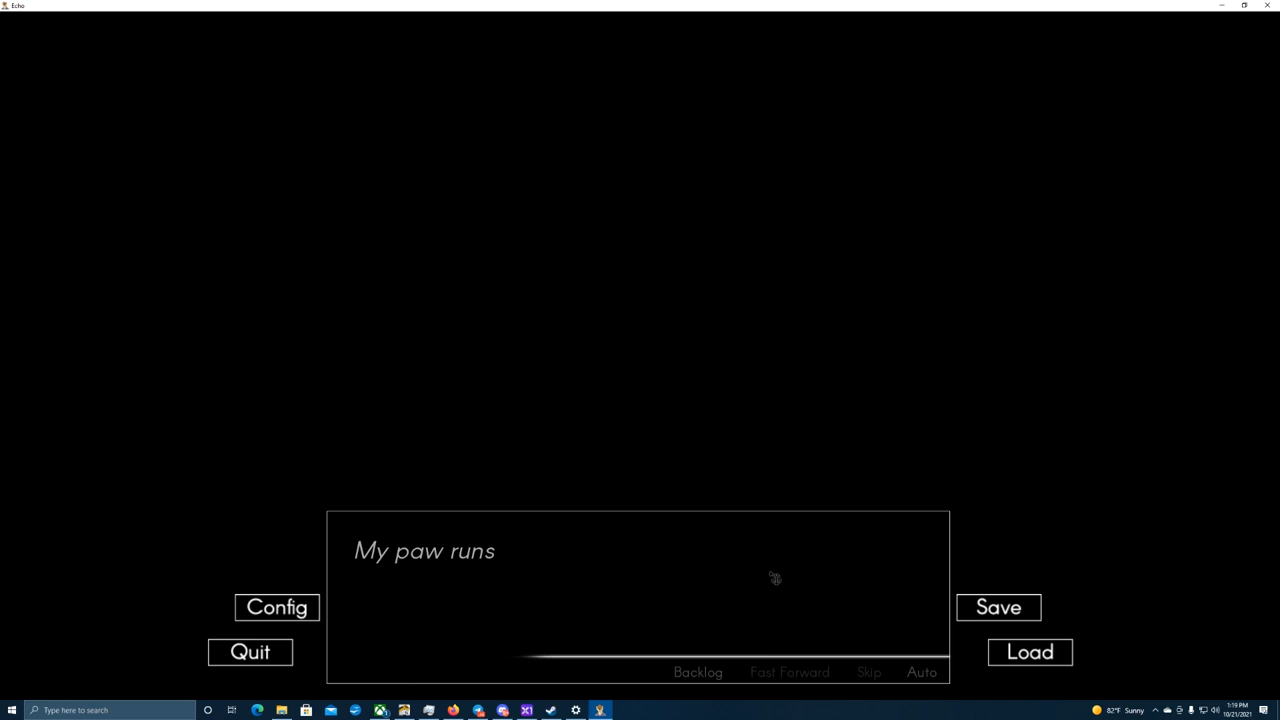 Echo
My paw runs
Config
Save
Quit
Load
Backlog Fast Forward Skip Auto
Type here to search
82°F Sunny
1:19 PM
10/21/2021